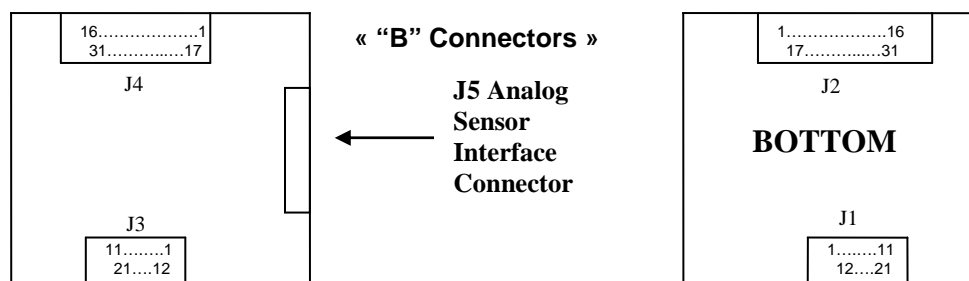 16………………1
31………..…17
J4
J3
11….….1
21….12
« “B” Connectors »
J5 Analog
Sensor
Interface
Connector
1………………16
17………..…31
J2
BOTTOM
J1
1….….11
12….21